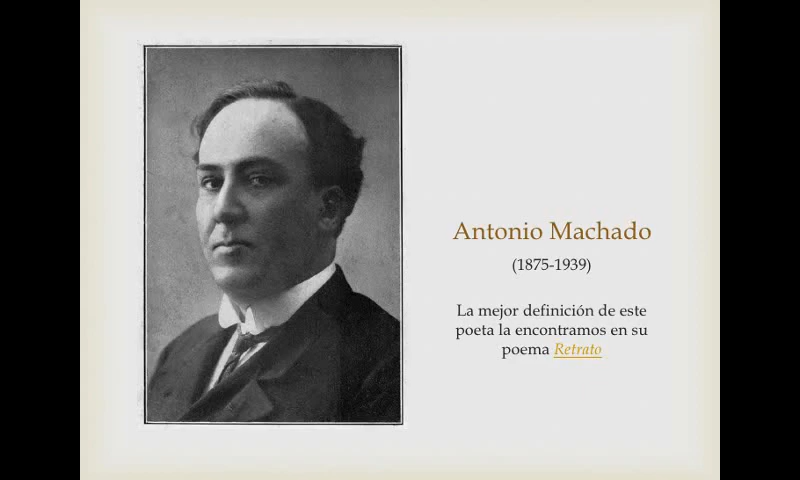 Antonio Machado
(1875-1939)
La mejor definición de este
poeta la encontramos en su
poema Retrato